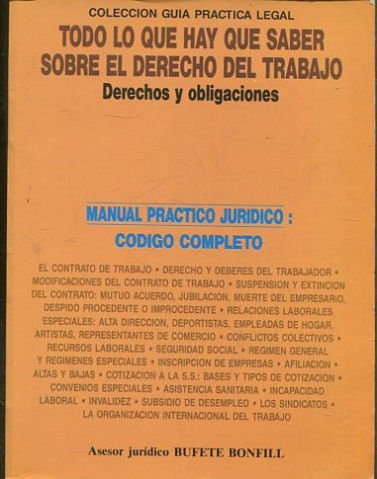 COLECCION GUIA PRACTICA LEGAL
TODO LO QUE HAY QUE SABER
SOBRE EL DERECHO DEL TRABAJO
Derechos y obligaciones
MANUAL PRACTICO JURIDICO :
CODIGO COMPLETO
EL CONTRATO DE TRABAJO • DERECHO Y DEBERES DEL TRABAJADOR •
MODIFICACIONES DEL CONTRATO DE TRABAJO • SUSPENSION Y EXTINCION
DEL CONTRATO: MUTUO ACUERDO, JUBILACION, MUERTE DEL EMPRESARIO,
DESPIDO PROCEDENTE O IMPROCEDENTE • RELACIONES LABORALES
ESPECIALES: ALTA DIRECCION, DEPORTISTAS, EMPLEADAS DE HOGAR,
ARTISTAS, REPRESENTANTES DE COMERCIO • CONFLICTOS COLECTIVOS •
RECURSOS LABORALES • SEGURIDAD SOCIAL • REGIMEN GENERAL
Y REGIMENES ESPECIALES • INSCRIPCION DE EMPRESAS • AFILIACION •
ALTAS Y BAJAS • COTIZACION A LA S.S.: BASES Y TIPOS DE COTIZACION •
CONVENIOS ESPECIALES • ASISTENCIA SANITARIA • INCAPACIDAD
LABORAL • INVALIDEZ • SUBSIDIO DE DESEMPLEO • LOS SINDICATOS •
LA ORGANIZACION INTERNACIONAL DEL TRABAJO
Asesor jurídico BUFETE BONFILL